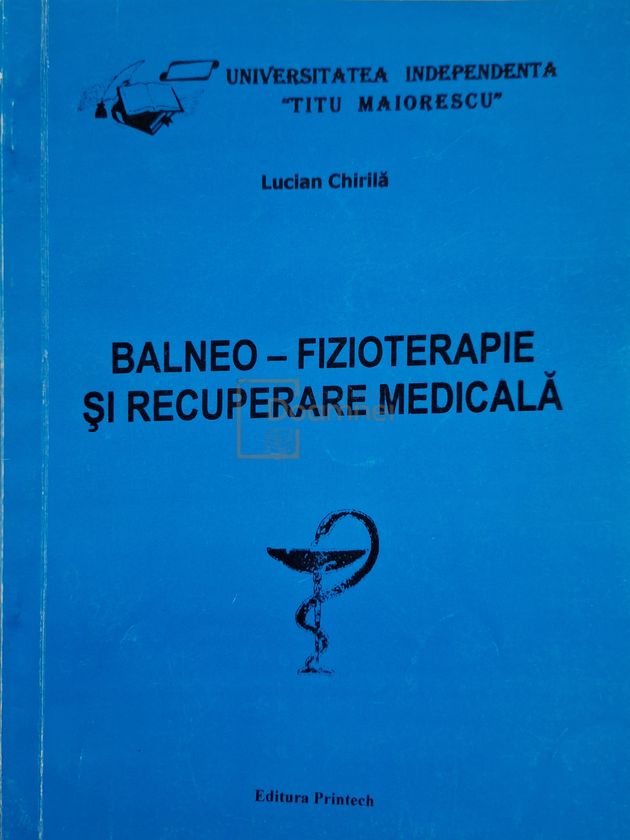 UNIVERSITATEA INDEPENDENTA
"TITU MAIORESCU"
Lucian Chirilă
BALNEO – FIZIOTERAPIE
ŞI RECUPERARE MEDICALĂ
Editura Printech